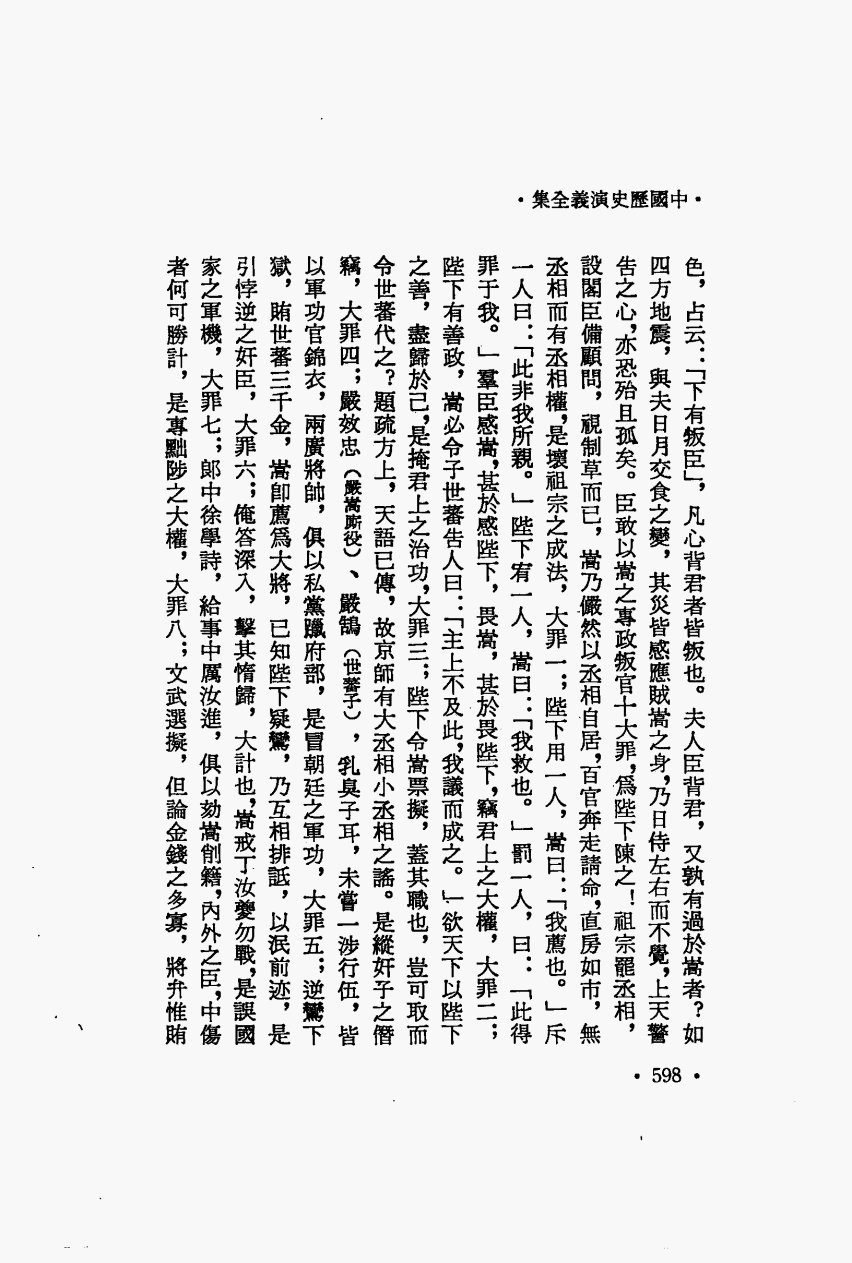 •中國歷史演義全集•
色，占云：「下有叛臣」，凡心背君者皆叛也。夫人臣背君，又孰有過於嵩者？如
四方地震，與夫日月交食之變，其災皆感應賊嵩之身，乃日侍左右而不覺，上天警
告之心，亦恐殆且孤矣。臣敢以嵩之專政叛官十大罪，爲陛下陳之！祖宗罷丞相，
設閣臣備顧問，視制草而已，嵩乃儼然以丞相自居，百官奔走請命，直房如市，無
丞相而有丞相權，是壞祖宗之成法，大罪一；陛下用一人，嵩曰：「我薦也。」斥
一人曰：「此非我所親。」陛下宥一人，嵩曰：「我救也。」罰一人，曰：「此得
罪于我。」羣臣感嵩，甚於感陛下，畏嵩，甚於畏陛下，竊君上之大權，大罪二；
陛下有善政，嵩必令子世蕃告人曰：「主上不及此，我議而成之。」欲天下以陛下
之善，盡歸於己，是掩君上之治功，大罪三；陛下令嵩票擬，蓋其職也，豈可取而
令世蕃代之？題疏方上，天語已傳，故京師有大丞相小丞相之謠。是縱奸子之僭
竊，大罪四；嚴效忠（嚴嵩廝役）、嚴鵠（世蕃子），乳臭子耳，未嘗一涉行伍，皆
以軍功官錦衣，兩廣將帥，俱以私黨躐府部，是冒朝廷之軍功，大罪五；逆鸞下
獄，賄世蕃三千金，嵩卽薦爲大將，已知陛下疑鸞，乃互相排詆，以泯前迹，是
引悖逆之奸臣，大罪六；俺答深入，擊其惰歸，大計也，嵩戒丁汝夔勿戰，是誤國
家之軍機，大罪七；郎中徐學詩，給事中厲汝進，俱以劾嵩削籍，內外之臣，中傷
者何可勝計，是專黜陟之大權，大罪八；文武選擬，但論金錢之多寡，將弁惟賄
•598•